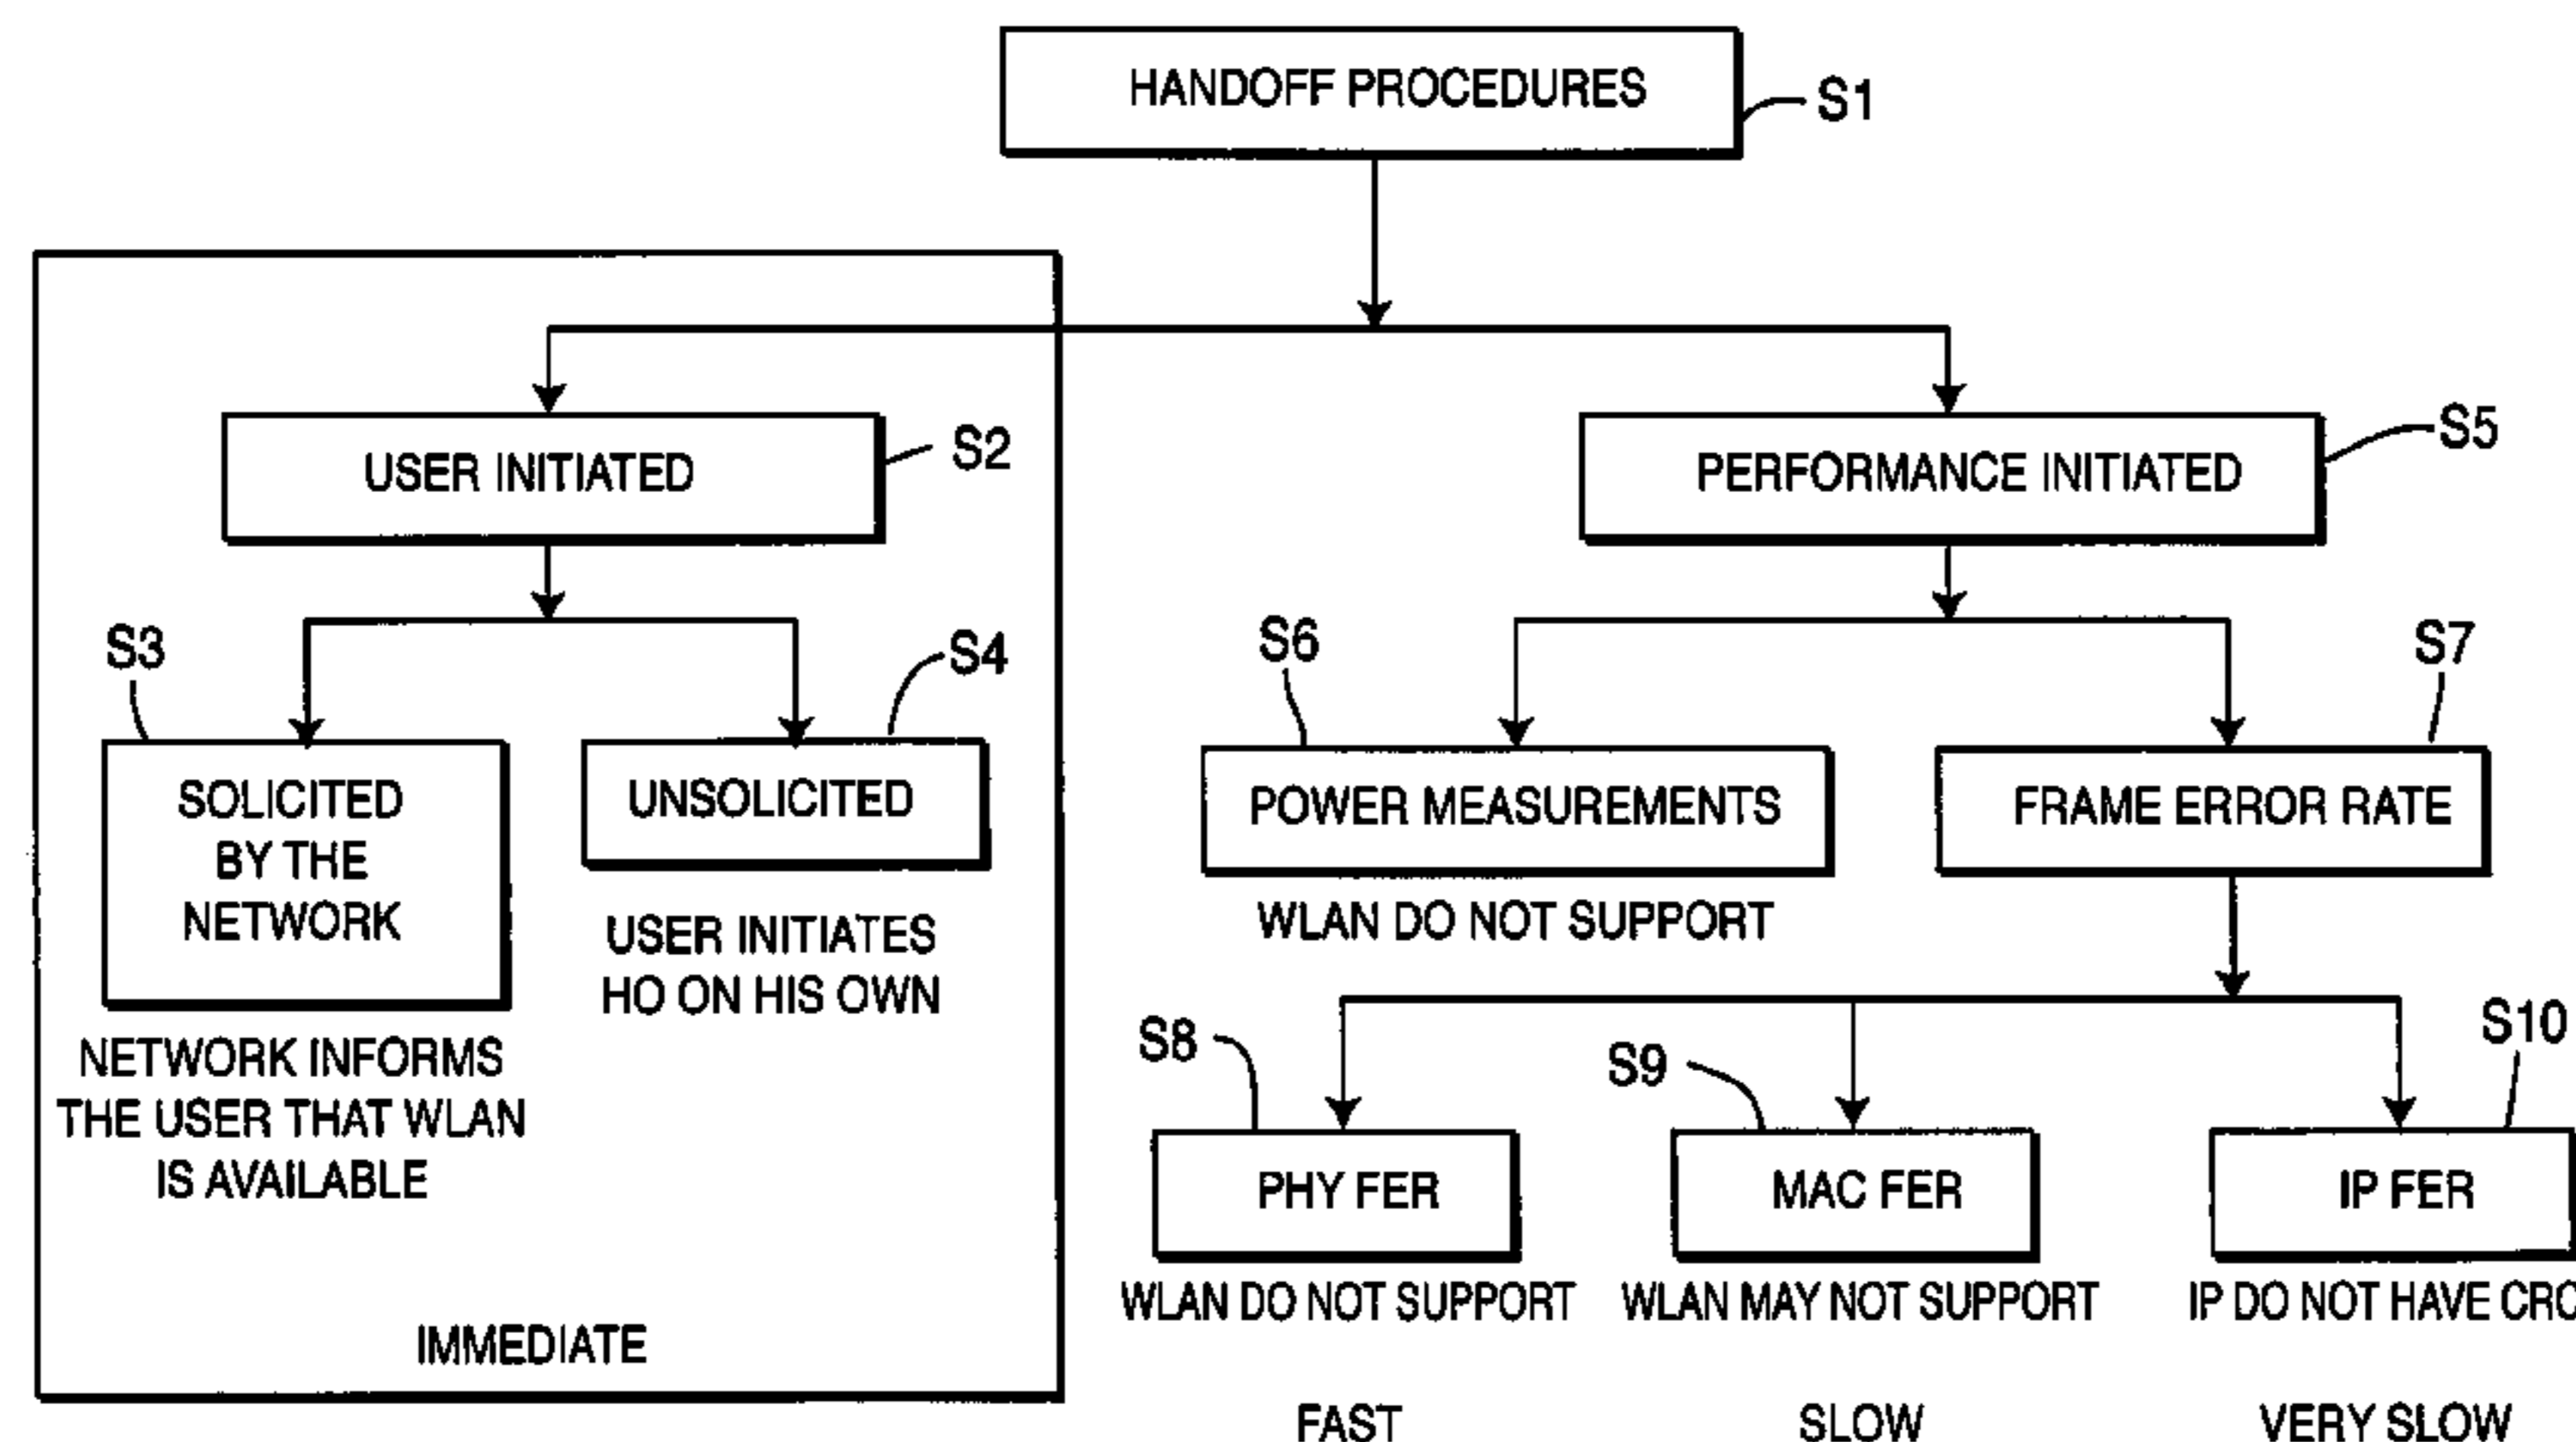 HANDOFF PROCEDURES
S1
USER INITIATED
S2
PERFORMANCE INITIATED
S5
S3
SOLICITED
BY THE
NETWORK
NETWORK INFORMS
THE USER THAT WLAN
IS AVAILABLE
S4
UNSOLICITED
USER INITIATES
HO ON HIS OWN
IMMEDIATE
S6
POWER MEASUREMENTS
WLAN DO NOT SUPPORT
S7
FRAME ERROR RATE
S8
PHY FER
WLAN DO NOT SUPPORT
FAST
S9
MAC FER
WLAN MAY NOT SUPPORT
SLOW
S10
IP FER
IP DO NOT HAVE CRC
VERY SLOW